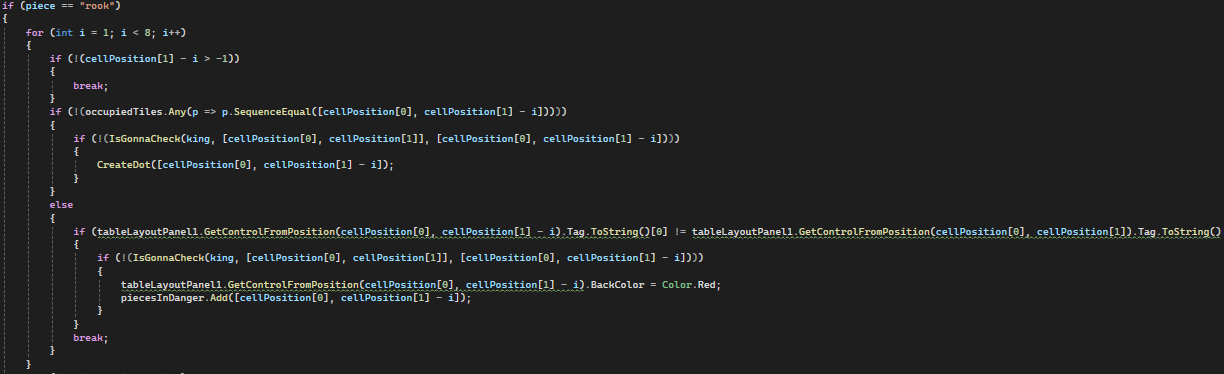 if (piece == "rook")
{
for (int i = 1; i < 8; i++)
{
if (!(cellPosition[1] - i > -1))
{
break;
}
if (!(occupiedTiles.Any(p => p.SequenceEqual([cellPosition[0], cellPosition[1] - i]))))
{
if (!(IsGonnaCheck(king, [cellPosition[0], cellPosition[1]], [cellPosition[0], cellPosition[1] - i])))
{
CreateDot([cellPosition[0], cellPosition[1] - i]);
}
}
else
{
if (tableLayoutPanel1.GetControlFromPosition(cellPosition[0], cellPosition[1] - i).Tag.ToString()[0] != tableLayoutPanel1.GetControlFromPosition(cellPosition[0], cellPosition[1]).Tag.ToString()
{
if (!(IsGonnaCheck(king, [cellPosition[0], cellPosition[1]], [cellPosition[0], cellPosition[1] - i])))
{
tableLayoutPanel1.GetControlFromPosition(cellPosition[0], cellPosition[1] - i).BackColor = Color.Red;
piecesInDanger.Add([cellPosition[0], cellPosition[1] - i]);
}
}
break;
}
}